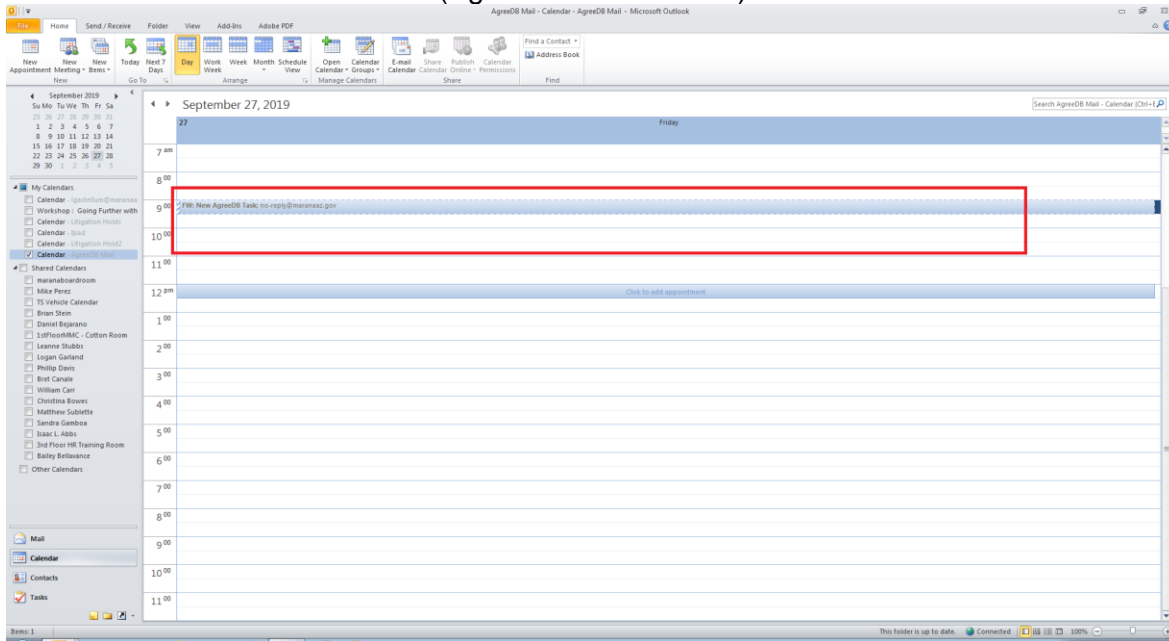 AgreeDB Mail - Calendar - AgreeDB Mail - Microsoft Outlook
File Home Send / Receive Folder View Add-Ins Adobe PDF
New Appointment
New Meeting
New Items
Today
Next 7 Days
Day
Work Week
Week
Month
Schedule View
Open Calendar
Calendar Groups
E-mail Calendar
Share Calendar
Publish Online
Calendar Permissions
Find a Contact
Address Book
New Go To Arrange Manage Calendars Share Find
September 2019
Su Mo Tu We Th Fr Sa
25 26 27 28 29 30 31
1 2 3 4 5 6 7
8 9 10 11 12 13 14
15 16 17 18 19 20 21
22 23 24 25 26 27 28
29 30 1 2 3 4 5
My Calendars
Calendar - lgastellum@maranaa
Workshop : Going Further with
Calendar - Litigation Holds
Calendar - Ipad
Calendar - Litigation Hold2
Calendar - AgreeDB Mail
Shared Calendars
maranaboardroom
Mike Perez
TS Vehicle Calendar
Brian Stein
Daniel Bejarano
1stFloorMMC - Cotton Room
Leanne Stubbs
Logan Garland
Phillip Davis
Bret Canale
William Carr
Christina Bowes
Matthew Sublette
Sandra Gamboa
Isaac L. Abbs
3rd Floor HR Training Room
Bailey Bellavance
Other Calendars
Mail
Calendar
Contacts
Tasks
September 27, 2019
Search AgreeDB Mail - Calendar (Ctrl+E)
27 Friday
7 am
8 00
9 00 FW: New AgreeDB Task; no-reply@maranaaz.gov
10 00
11 00
12 pm Click to add appointment
1 00
2 00
3 00
4 00
5 00
6 00
7 00
8 00
9 00
10 00
11 00
Items: 1 This folder is up to date. Connected 100%